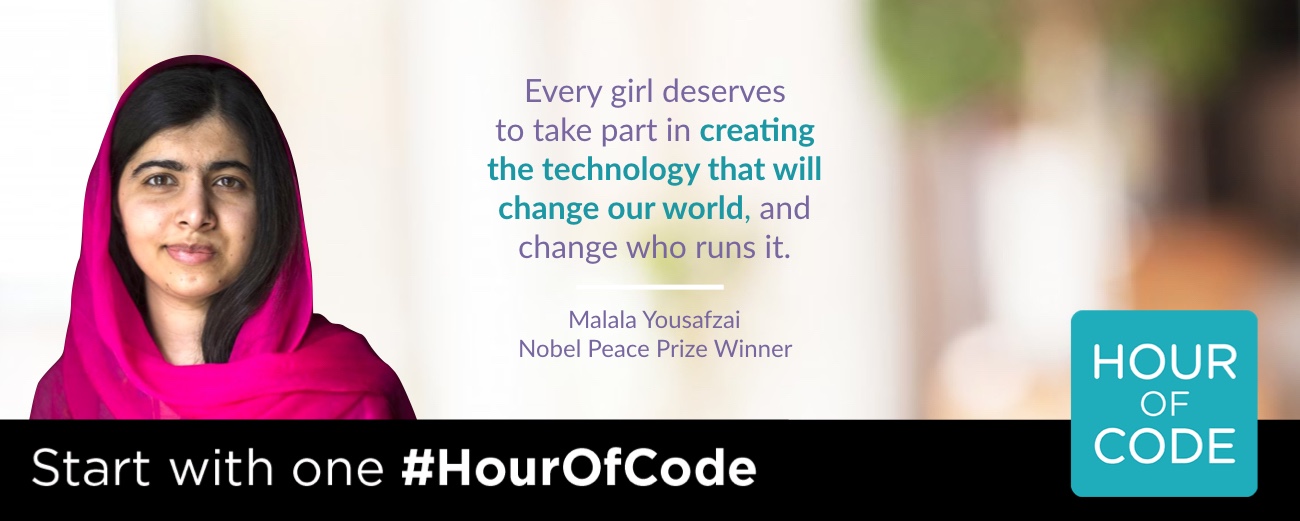 Every girl deserves
to take part in creating
the technology that will
change our world, and
change who runs it.
Malala Yousafzai
Nobel Peace Prize Winner
HOUR
OF
CODE
Start with one #HourOfCode